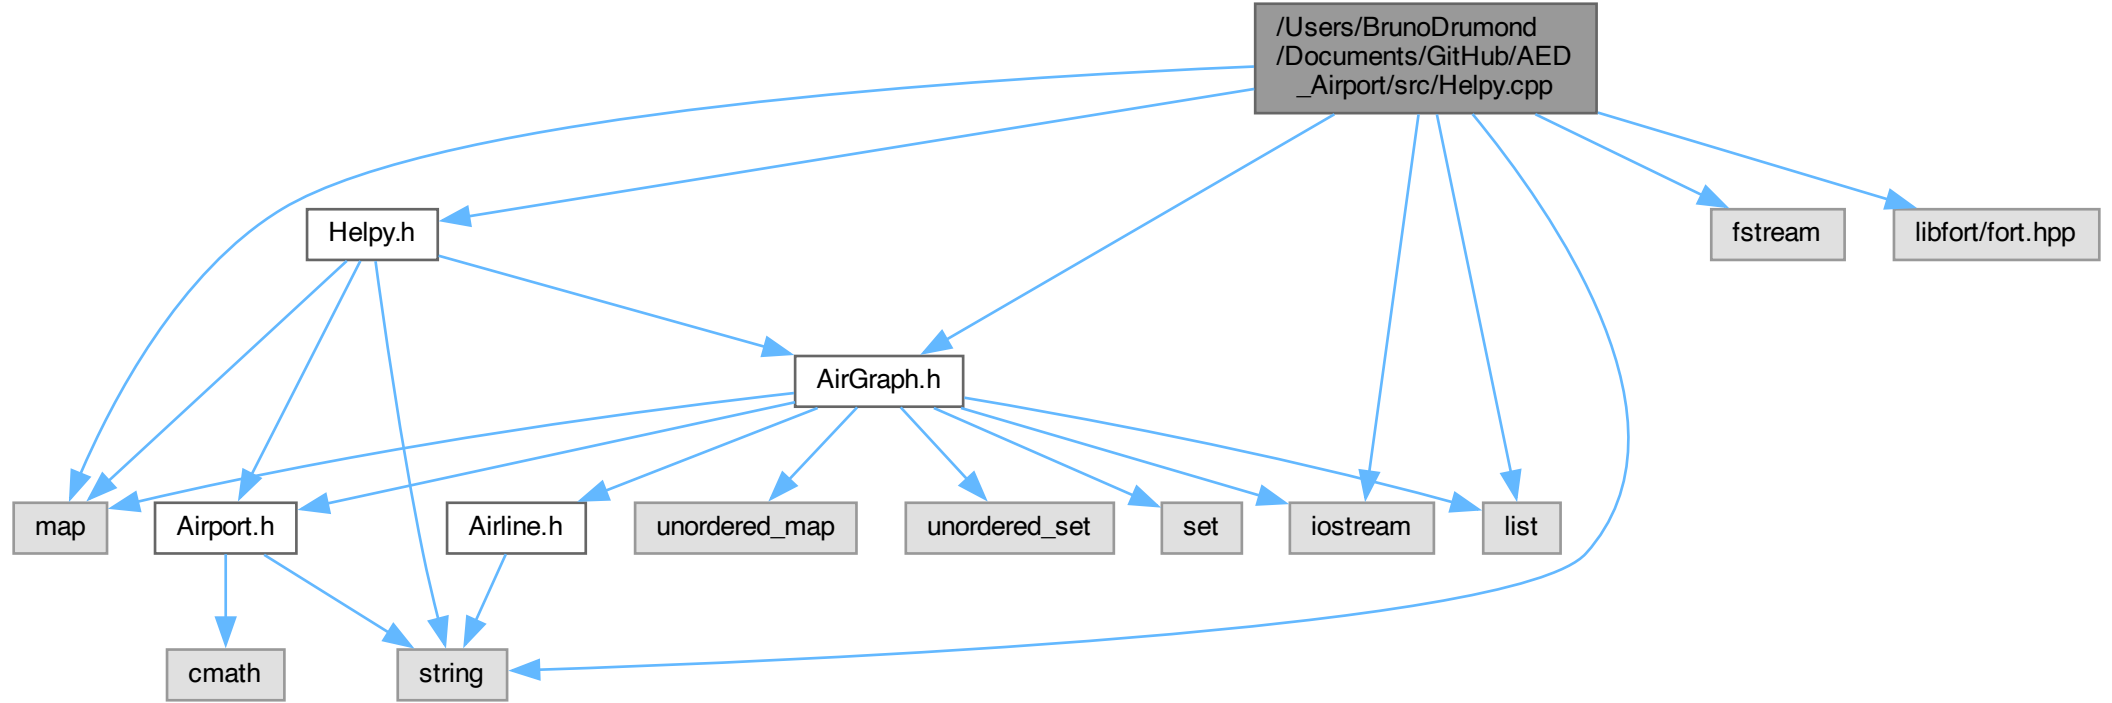 /Users/BrunoDrumond
/Documents/GitHub/AED
_Airport/src/Helpy.cpp
Helpy.h
fstream
libfort/fort.hpp
AirGraph.h
map
Airport.h
Airline.h
unordered_map
unordered_set
set
iostream
list
cmath
string